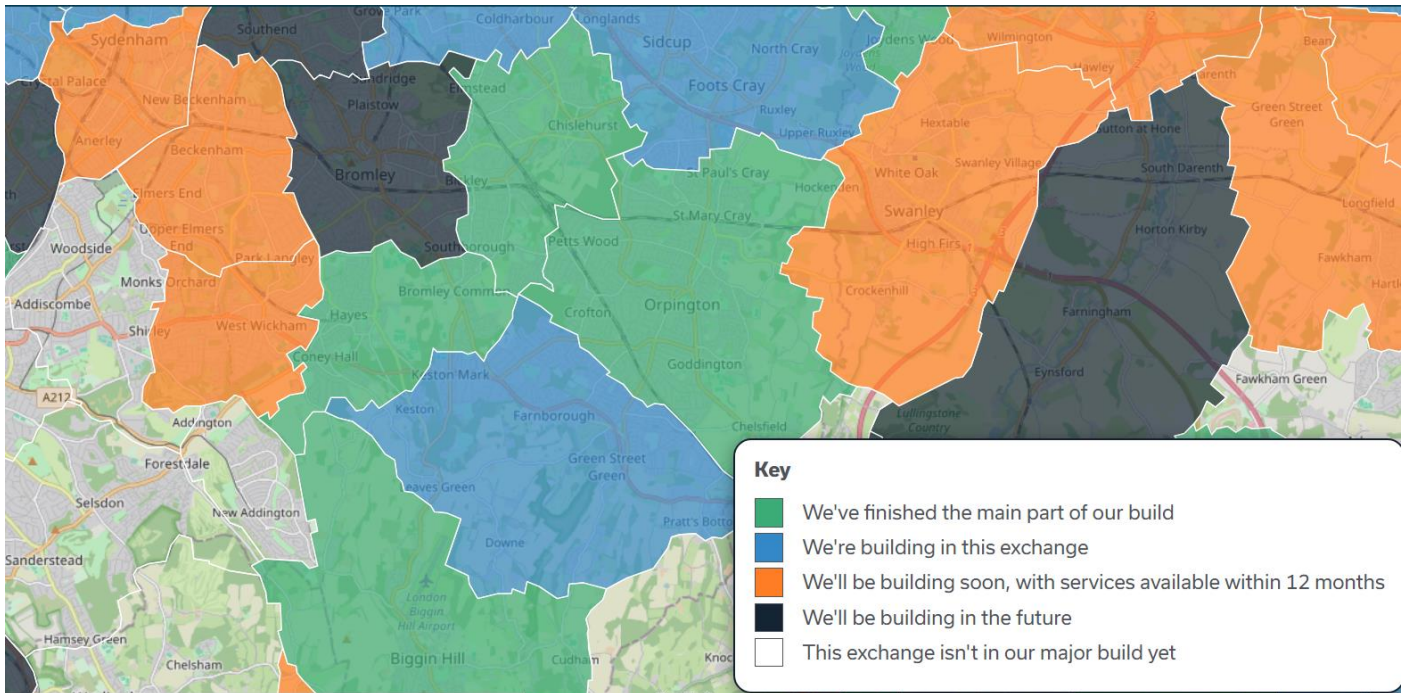 Grove Park
Southend
Coldharbour
Longlands
Sydenham
Sidcup
North Cray
Joydens Wood
Wilmington
Bean
Crystal Palace
Hawley
Darenth
Elmstead
Foots Cray
New Beckenham
Plaistow
Ruxley
Green Street
Green
Chislehurst
Hextable
Upper Ruxley
Sutton at Hone
Anerley
Beckenham
Swanley Village
South Darenth
Bromley
Bickley
St Paul's Cray
White Oak
Hockenden
Elmers End
Longfield
Swanley
St Mary Cray
Upper Elmers
End
Horton Kirby
Woodside
Southborough
Petts Wood
High Firs
Park Langley
Fawkham
Monks Orchard
Bromley Common
Crockenhill
Addiscombe
Orpington
Hayes
Crofton
Farningham
Shirley
West Wickham
Coney Hall
Goddington
Keston Mark
Eynsford
Fawkham Green
A212
Keston
Farnborough
Lullingstone
Country
Addington
Chelsfield
Forestdale
Green Street
Green
Leaves Green
Selsdon
New Addington
Pratt's Bottom
Downe
Sanderstead
London
Biggin
Hill Airport
Hamsey Green
Chelsham
Biggin Hill
Cudham
Knoc
Key
We've finished the main part of our build
We're building in this exchange
We'll be building soon, with services available within 12 months
We'll be building in the future
This exchange isn't in our major build yet